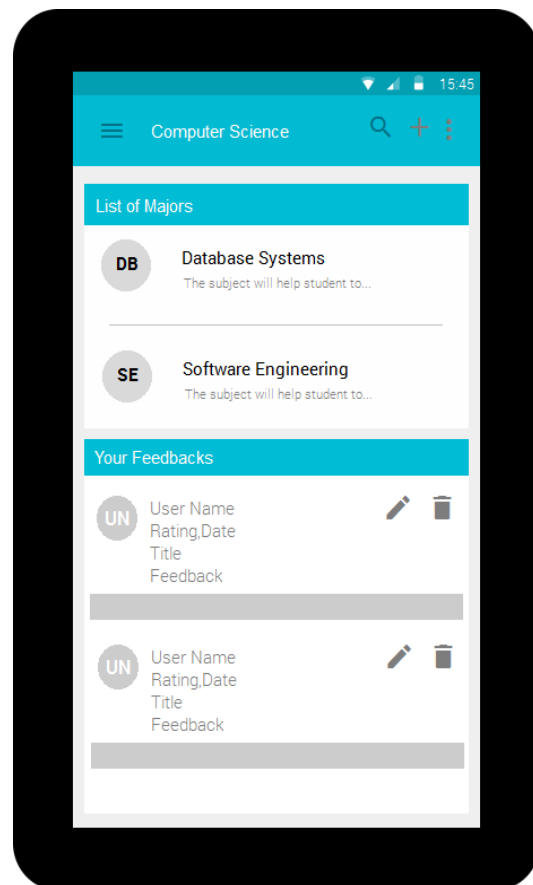 15:45
Computer Science
List of Majors
DB
Database Systems
The subject will help student to...
SE
Software Engineering
The subject will help student to...
Your Feedbacks
UN
User Name
Rating,Date
Title
Feedback
UN
User Name
Rating,Date
Title
Feedback